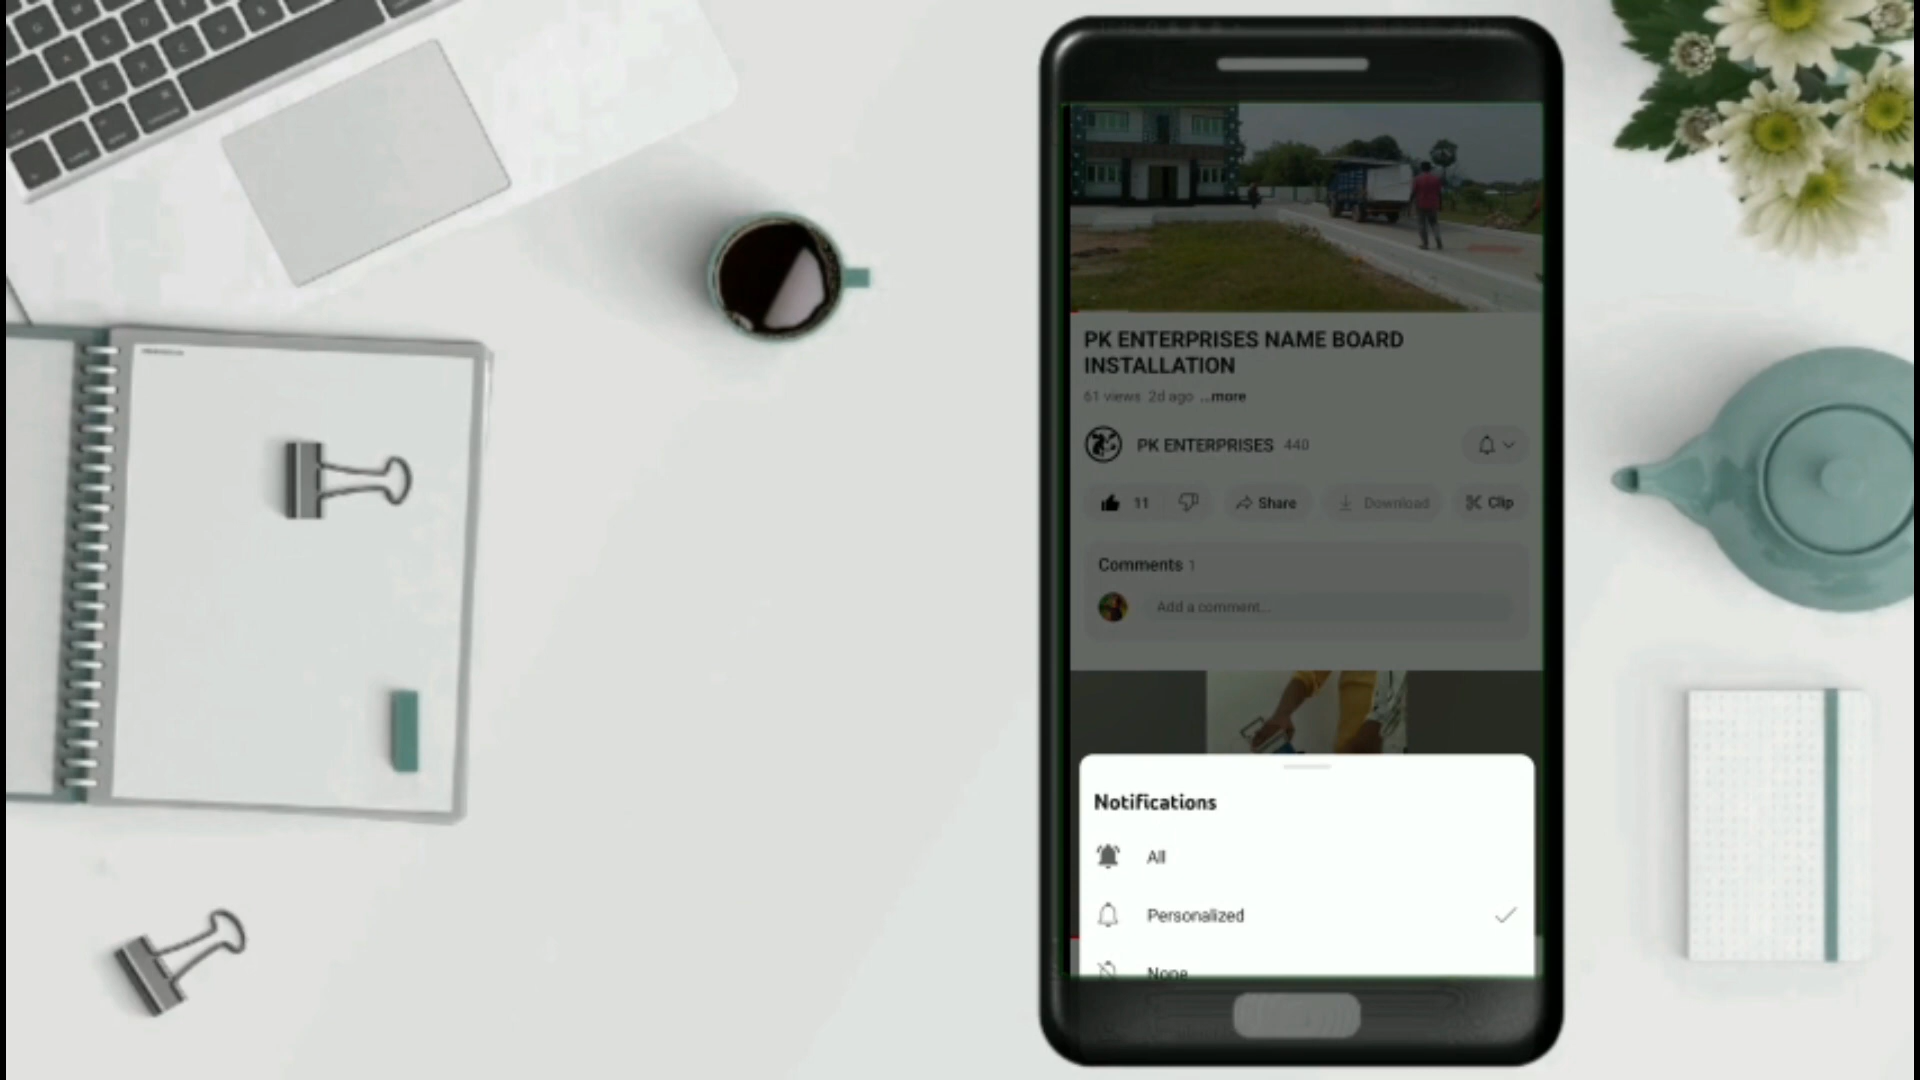 PK ENTERPRISES NAME BOARD
INSTALLATION
61 views 2d ago ...more
PK ENTERPRISES 440
11 Share Download Clip
Comments 1
Add a comment...
Notifications
All
Personalized
None